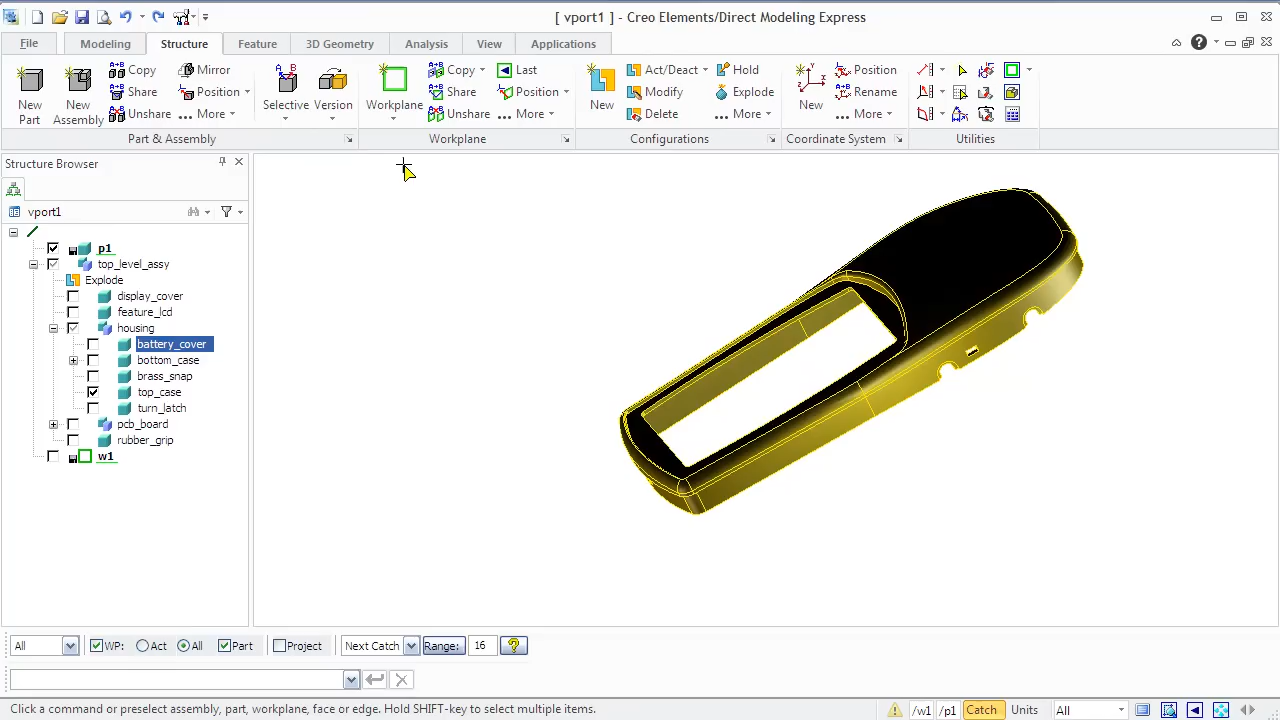 [ vport1 ] - Creo Elements/Direct Modeling Express
File Modeling Structure Feature 3D Geometry Analysis View Applications
New Part
New Assembly
Copy
Share
Unshare
Mirror
Position
More
Selective
Version
Part & Assembly
Workplane
Copy
Share
Unshare
Last
Position
More
Workplane
New
Act/Deact
Modify
Delete
Hold
Explode
More
Configurations
New
Position
Rename
More
Coordinate System
Utilities
Structure Browser
vport1
p1
top_level_assy
Explode
display_cover
feature_lcd
housing
battery_cover
bottom_case
brass_snap
top_case
turn_latch
pcb_board
rubber_grip
w1
All WP: Act All Part Project Next Catch Range: 16
Click a command or preselect assembly, part, workplane, face or edge. Hold SHIFT-key to select multiple items. /w1 /p1 Catch Units All